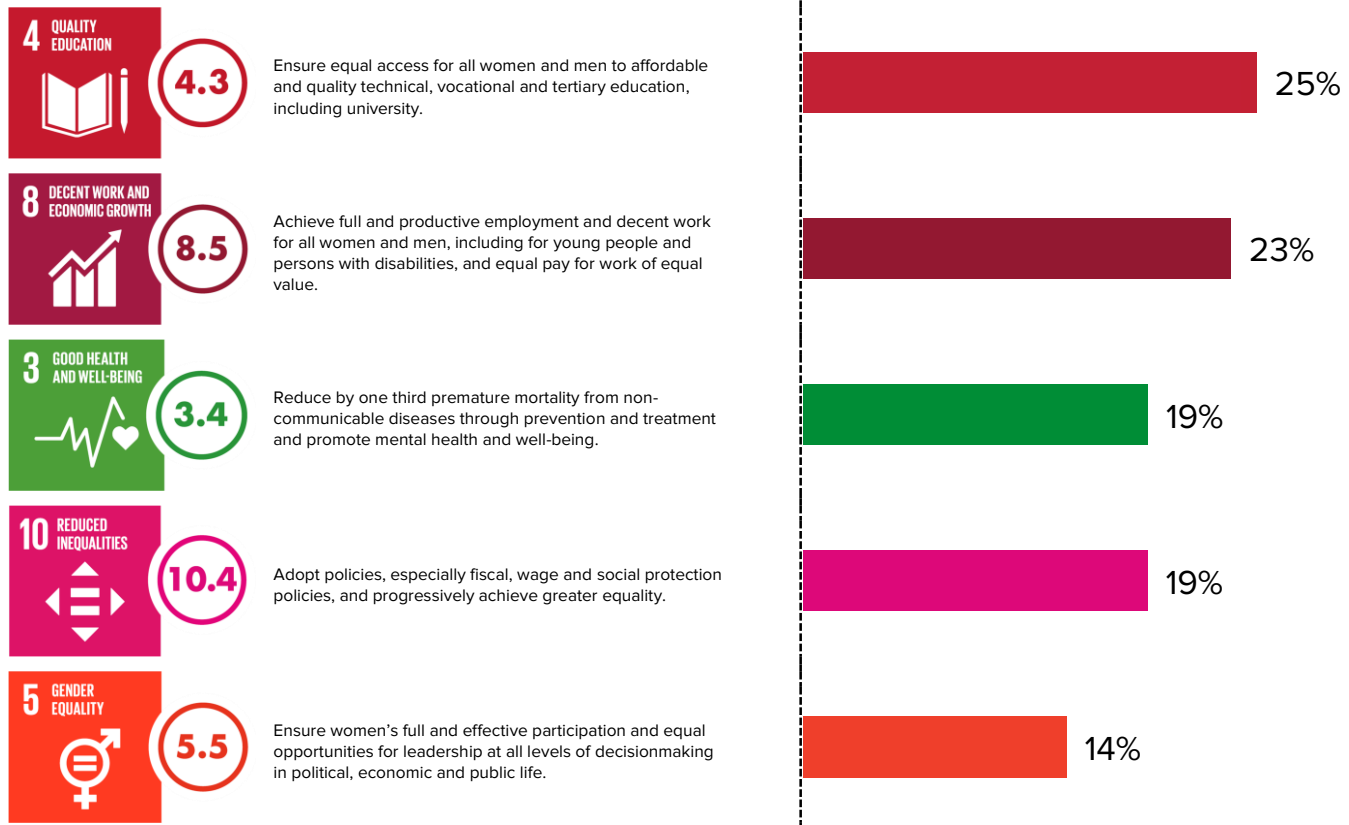 4 QUALITY
EDUCATION
4.3
Ensure equal access for all women and men to affordable
and quality technical, vocational and tertiary education,
including university.
25%
8 DECENT WORK AND
ECONOMIC GROWTH
8.5
Achieve full and productive employment and decent work
for all women and men, including for young people and
persons with disabilities, and equal pay for work of equal
value.
23%
3 GOOD HEALTH
AND WELL-BEING
3.4
Reduce by one third premature mortality from non-
communicable diseases through prevention and treatment
and promote mental health and well-being.
19%
10 REDUCED
INEQUALITIES
10.4
Adopt policies, especially fiscal, wage and social protection
policies, and progressively achieve greater equality.
19%
5 GENDER
EQUALITY
5.5
Ensure women’s full and effective participation and equal
opportunities for leadership at all levels of decisionmaking
in political, economic and public life.
14%